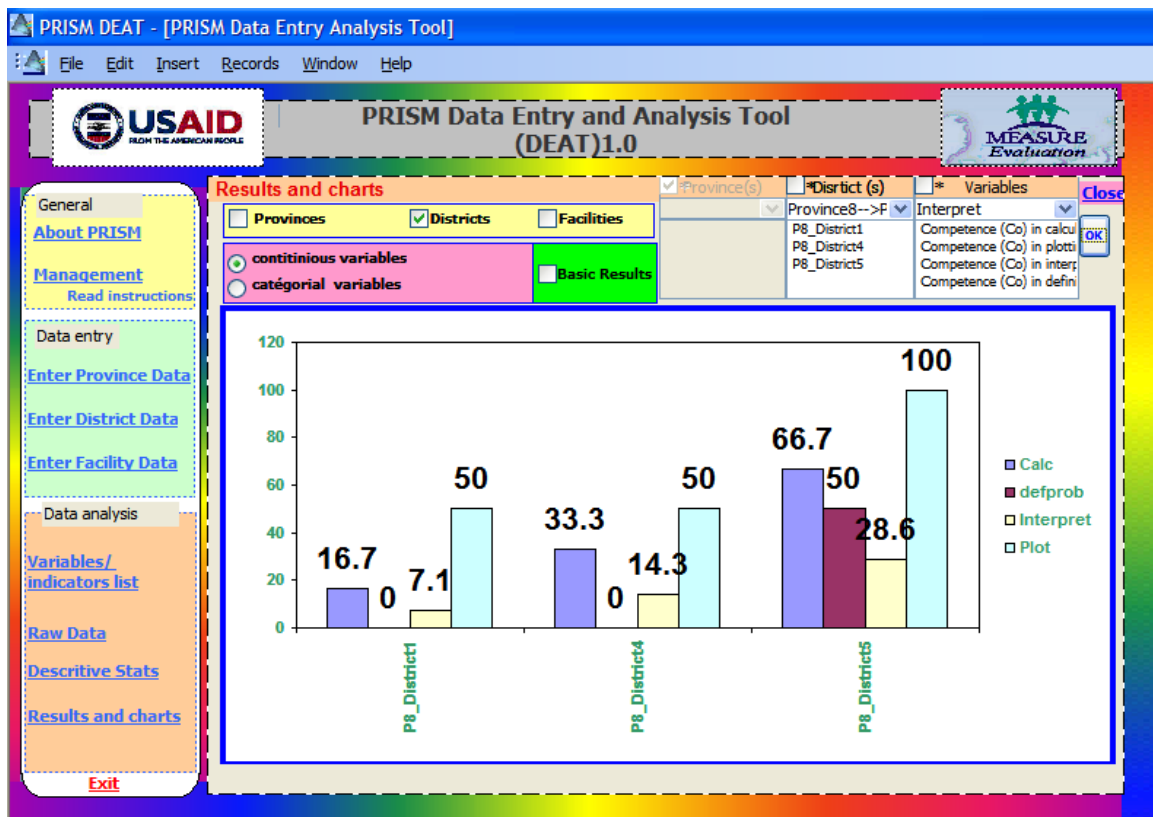 PRISM DEAT - [PRISM Data Entry Analysis Tool]
File Edit Insert Records Window Help
USAID
FROM THE AMERICAN PEOPLE
PRISM Data Entry and Analysis Tool
(DEAT)1.0
MEASURE
Evaluation
General
About PRISM
Management
Read instructions
Data entry
Enter Province Data
Enter District Data
Enter Facility Data
Data analysis
Variables/
indicators list
Raw Data
Descritive Stats
Results and charts
Exit
Results and charts
Provinces Districts Facilities
contitinious variables
catégorial variables
Basic Results
*Province(s) *Disrtict (s) * Variables
Close
Province8-->P Interpret
OK
P8_District1
P8_District4
P8_District5
Competence (Co) in calcul
Competence (Co) in plotti
Competence (Co) in interp
Competence (Co) in defini
120
100
80
60
40
20
0
16.7 0 7.1 50
33.3 0 14.3 50
66.7 50 28.6 100
P8_District1
P8_District4
P8_District5
Calc
defprob
Interpret
Plot